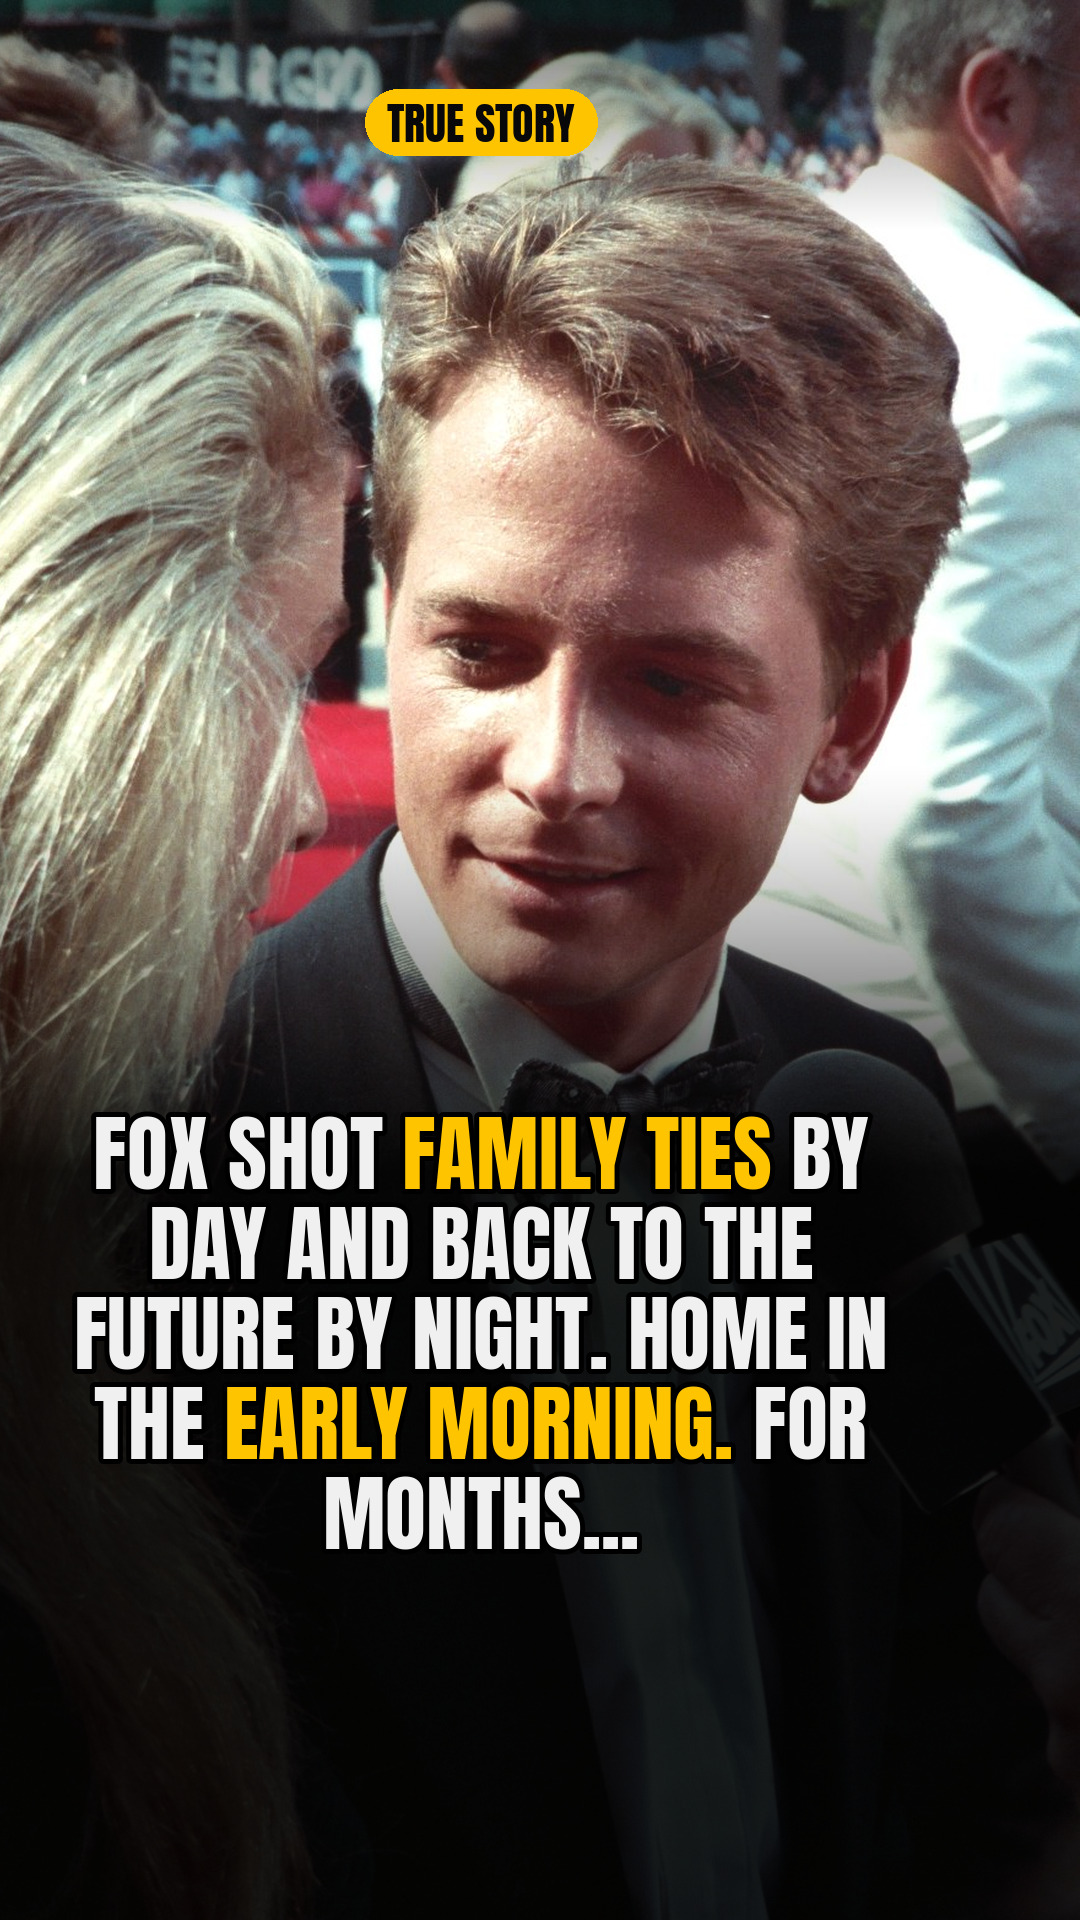 TRUE STORY
FOX SHOT FAMILY TIES BY
DAY AND BACK TO THE
FUTURE BY NIGHT. HOME IN
THE EARLY MORNING. FOR
MONTHS...